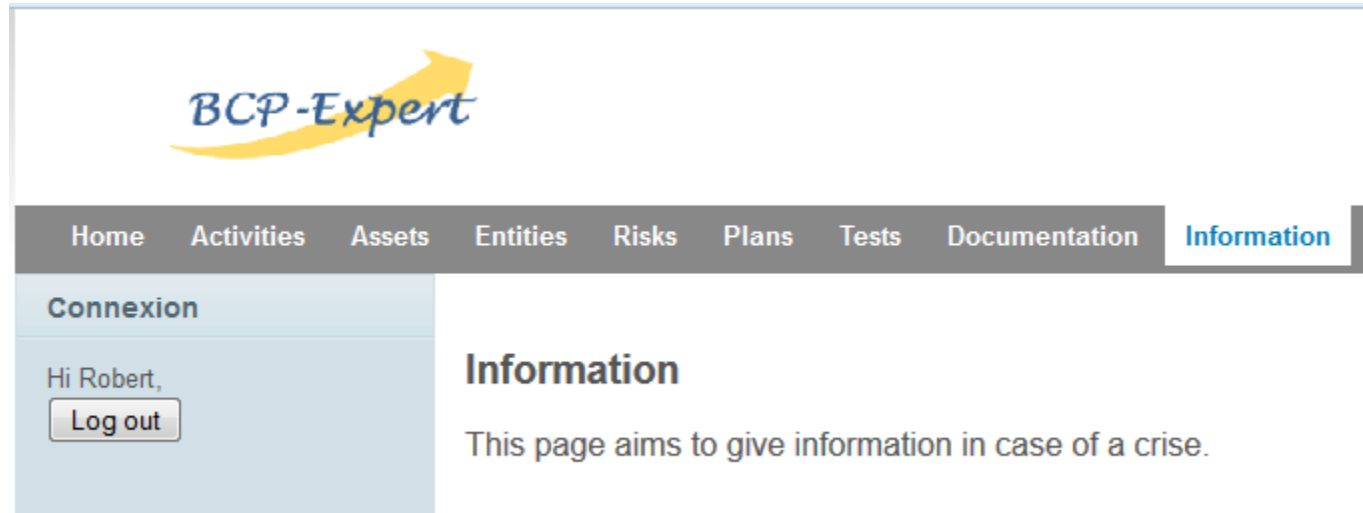 BCP-Expert
Home Activities Assets Entities Risks Plans Tests Documentation Information
Connexion
Hi Robert,
Log out
Information
This page aims to give information in case of a crise.